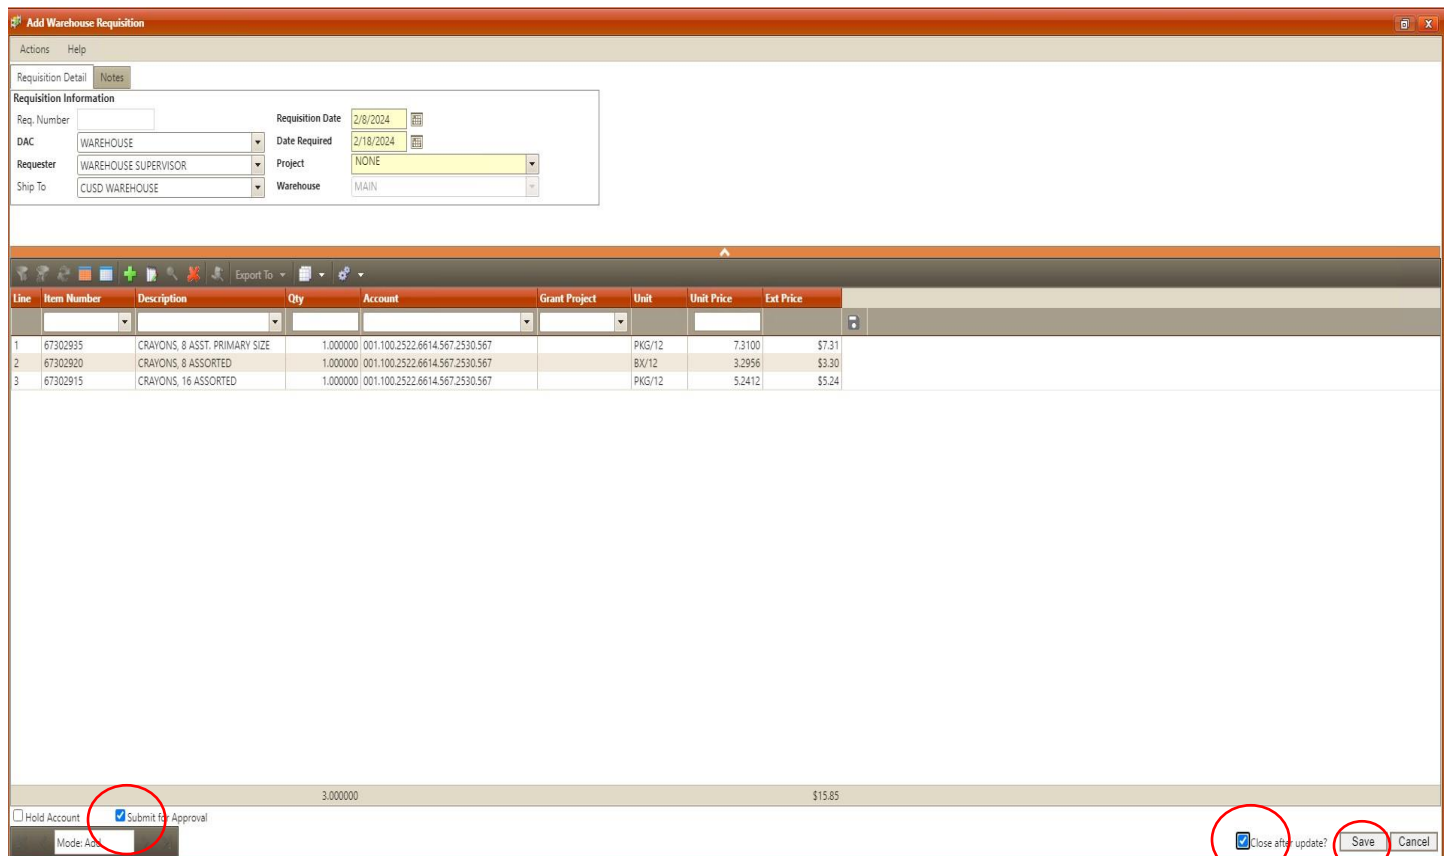 Add Warehouse Requisition
X
Actions Help
Requisition Detail Notes
Requisition Information
Req. Number Requisition Date 2/8/2024
DAC WAREHOUSE Date Required 2/18/2024
Requester WAREHOUSE SUPERVISOR Project NONE
Ship To CUSD WAREHOUSE Warehouse MAIN
Export To
Line Item Number Description Qty Account Grant Project Unit Unit Price Ext Price
1 67302935 CRAYONS, 8 ASST. PRIMARY SIZE 1.000000 001.100.2522.6614.567.2530.567 PKG/12 7.3100 $7.31
2 67302920 CRAYONS, 8 ASSORTED 1.000000 001.100.2522.6614.567.2530.567 BX/12 3.2956 $3.30
3 67302915 CRAYONS, 16 ASSORTED 1.000000 001.100.2522.6614.567.2530.567 PKG/12 5.2412 $5.24
3.000000 $15.85
Hold Account Submit for Approval
Mode: Add Close after update? Save Cancel